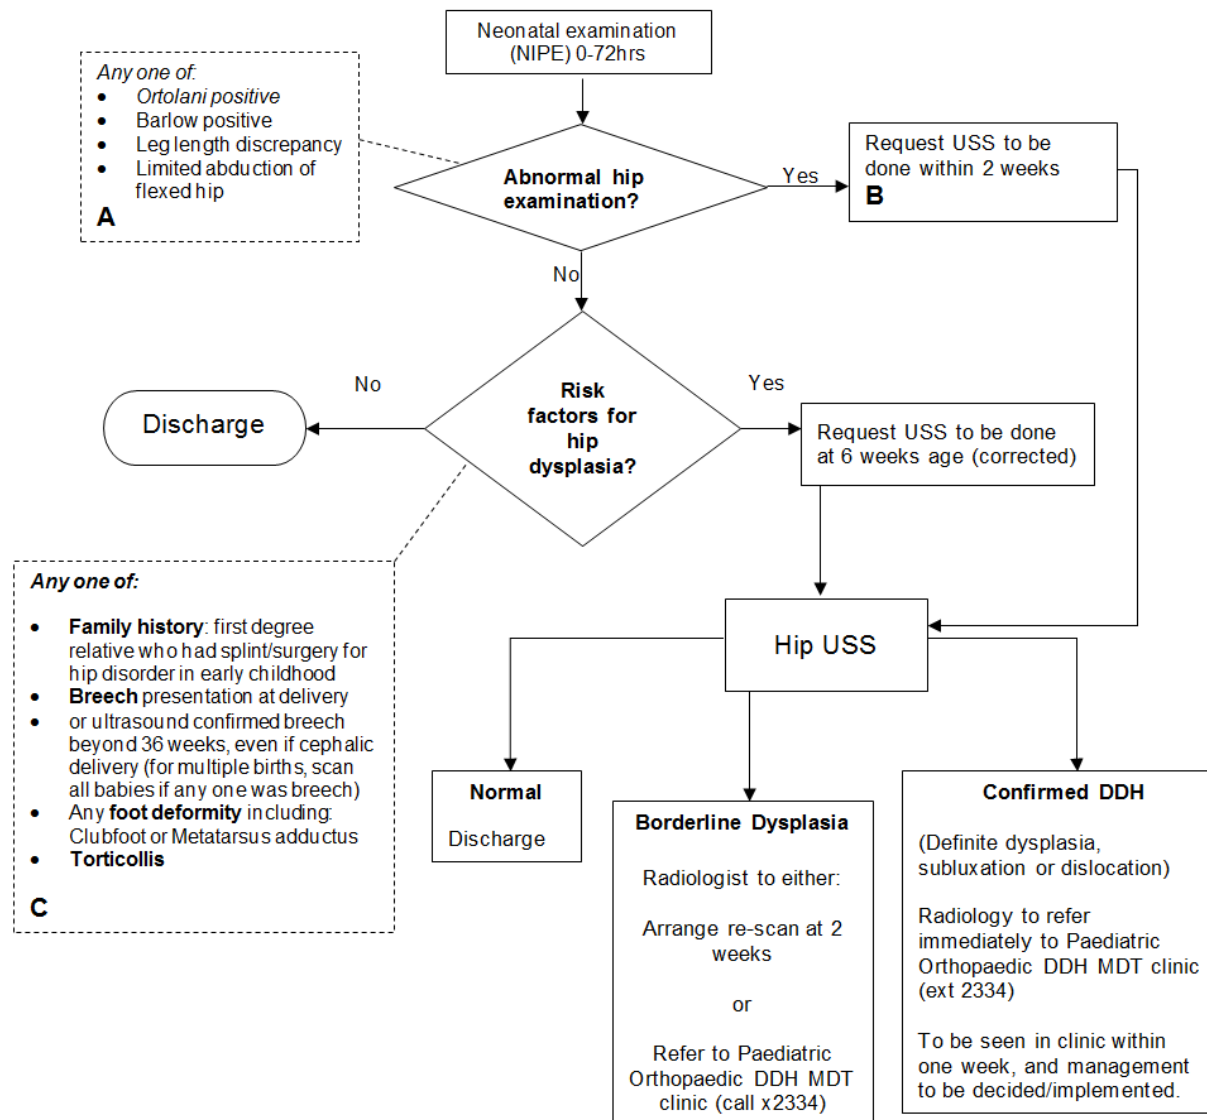 Neonatal examination
(NIPE) 0-72hrs
Any one of:
• Ortolani positive
• Barlow positive
• Leg length discrepancy
• Limited abduction of
flexed hip
A
Abnormal hip
examination?
Yes
Request USS to be
done within 2 weeks
B
No
No
Risk
factors for
hip
dysplasia?
Yes
Discharge
Request USS to be done
at 6 weeks age (corrected)
Any one of:
• Family history: first degree
relative who had splint/surgery for
hip disorder in early childhood
• Breech presentation at delivery
• or ultrasound confirmed breech
beyond 36 weeks, even if cephalic
delivery (for multiple births, scan
all babies if any one was breech)
• Any foot deformity including:
Clubfoot or Metatarsus adductus
• Torticollis
C
Hip USS
Normal
Discharge
Borderline Dysplasia
Radiologist to either:
Arrange re-scan at 2
weeks
or
Refer to Paediatric
Orthopaedic DDH MDT
clinic (call x2334)
Confirmed DDH
(Definite dysplasia,
subluxation or dislocation)
Radiology to refer
immediately to Paediatric
Orthopaedic DDH MDT clinic
(ext 2334)
To be seen in clinic within
one week, and management
to be decided/implemented.